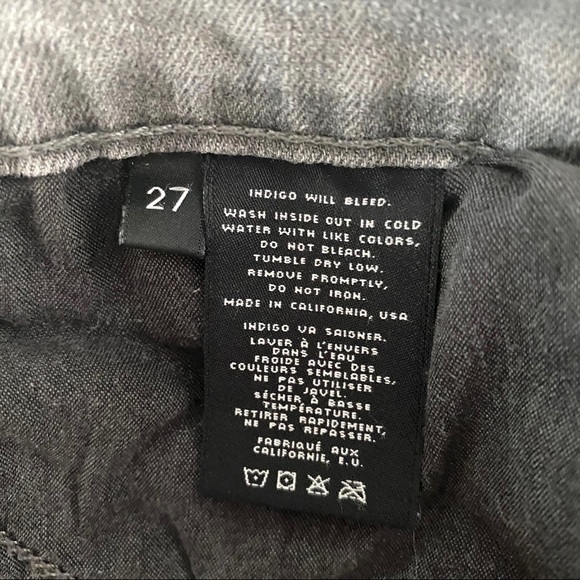 27
INDIGO WILL BLEED.
WASH INSIDE OUT IN COLD
WATER WITH LIKE COLORS,
DO NOT BLEACH.
TUMBLE DRY LOW.
REMOVE PROMPTLY,
DO NOT IRON.
MADE IN CALIFORNIA, USA
INDIGO VA SAIGNER.
LAVER À L'ENVERS
DANS L'EAU
FROIDE AVEC DES
COULEURS SEMBLABLES,
NE PAS UTILISER
DE JAVEL.
SÉCHER À BASSE
TEMPÉRATURE.
RETIRER RAPIDEMENT,
NE PAS REPASSER.
FABRIQUÉ AUX
CALIFORNIE, E.U.